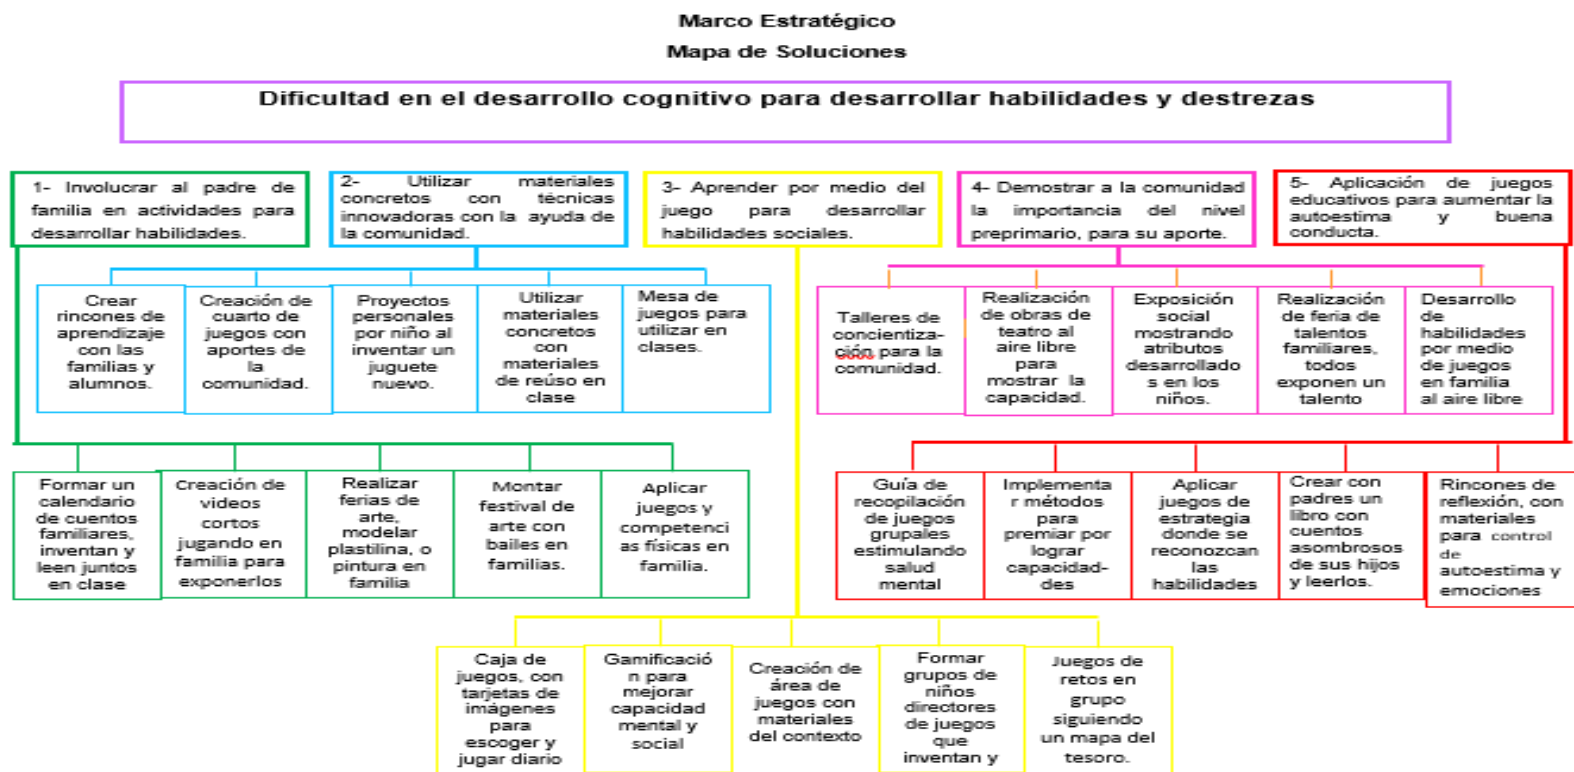 Marco Estratégico
Mapa de Soluciones
Dificultad en el desarrollo cognitivo para desarrollar habilidades y destrezas
1- Involucrar al padre de
familia en actividades para
desarrollar habilidades.
2- Utilizar materiales
concretos con técnicas
innovadoras con la ayuda de
la comunidad.
3- Aprender por medio del
juego para desarrollar
habilidades sociales.
4- Demostrar a la comunidad
la importancia del nivel
preprimario, para su aporte.
5- Aplicación de juegos
educativos para aumentar la
autoestima y buena
conducta.
Crear
rincones de
aprendizaje
con las
familias y
alumnos.
Creación de
cuarto de
juegos con
aportes de
la
comunidad.
Proyectos
personales
por niño al
inventar un
juguete
nuevo.
Utilizar
materiales
concretos
con
materiales
de reúso en
clase
Mesa de
juegos para
utilizar en
clases.
Talleres de
concientiza-
ción para la
comunidad.
Realización
de obras de
teatro al
aire libre
para
mostrar la
capacidad.
Exposición
social
mostrando
atributos
desarrollado
s en los
niños.
Realización
de feria de
talentos
familiares,
todos
exponen un
talento
Desarrollo
de
habilidades
por medio
de juegos
en familia
al aire libre
Formar un
calendario
de cuentos
familiares,
inventan y
leen juntos
en clase
Creación de
videos
cortos
jugando en
familia para
exponerlos
Realizar
ferias de
arte,
modelar
plastilina, o
pintura en
familia
Montar
festival de
arte con
bailes en
familias.
Aplicar
juegos y
competenci
as físicas en
familia.
Guía de
recopilación
de juegos
grupales
estimulando
salud
mental
Implementa
r métodos
para
premiar por
lograr
capacidad-
des
Aplicar
juegos de
estrategia
donde se
reconozcan
las
habilidades
Crear con
padres un
libro con
cuentos
asombrosos
de sus hijos
y leerlos.
Rincones de
reflexión, con
materiales
para control
de
autoestima y
emociones
Caja de
juegos, con
tarjetas de
imágenes
para
escoger y
jugar diario
Gamificació
n para
mejorar
capacidad
mental y
social
Creación de
área de
juegos con
materiales
del contexto
Formar
grupos de
niños
directores
de juegos
que
inventan y
Juegos de
retos en
grupo
siguiendo
un mapa del
tesoro.